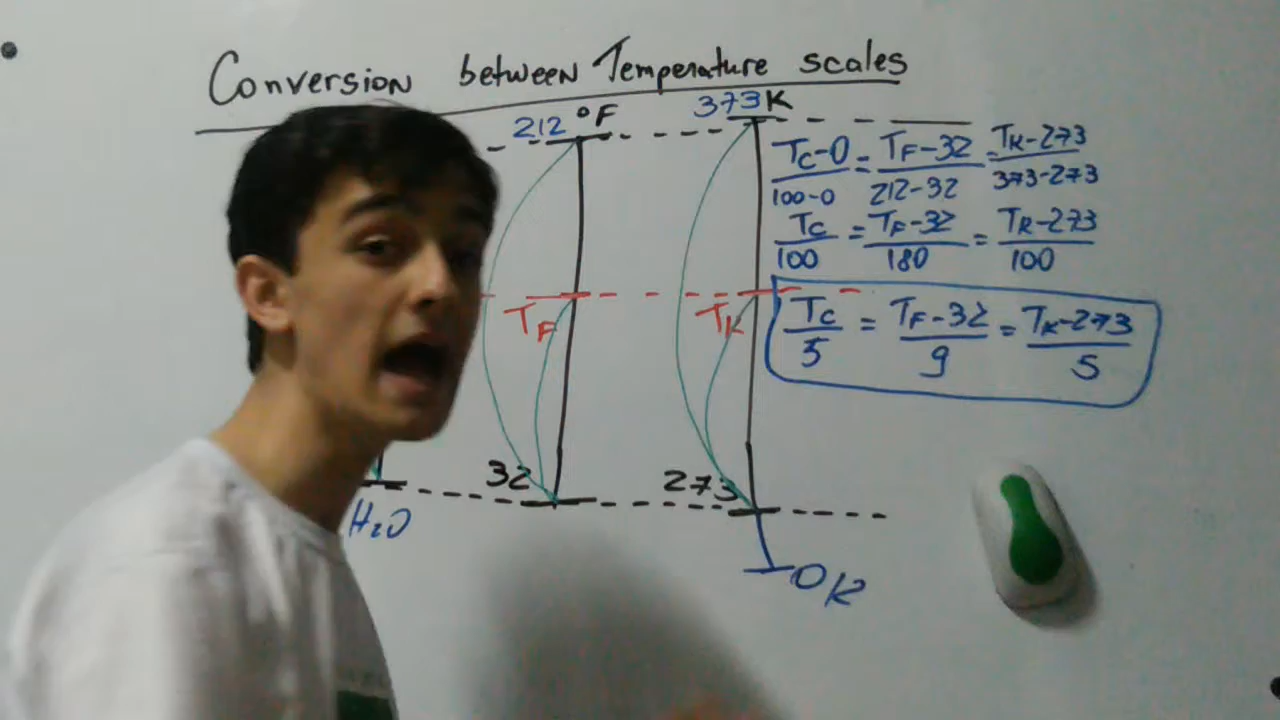 Conversion between Temperature scales
212 °F
373 K
TC-0/100-0 = TF-32/212-32 = TK-273/373-273
TC/100 = TF-32/180 = TK-273/100
TC/5 = TF-32/9 = TK-273/5
TF
TK
32
273
H2O
0 K